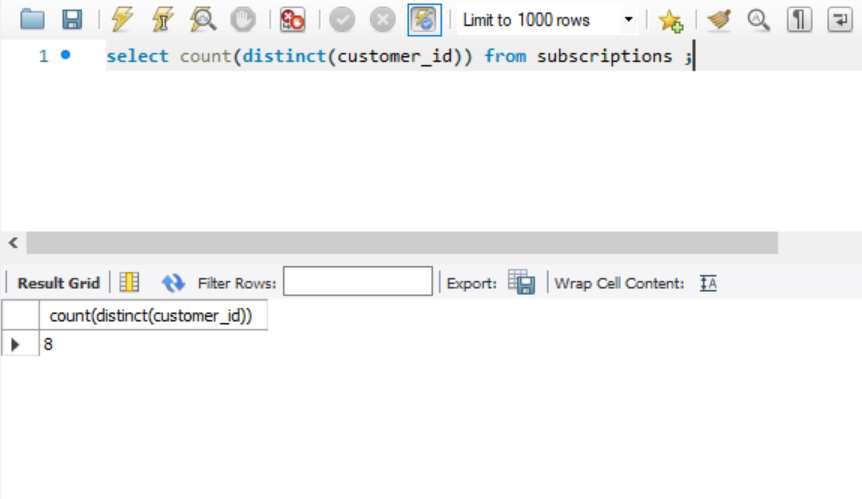 Limit to 1000 rows
1 select count(distinct(customer_id)) from subscriptions ;
Result Grid Filter Rows: Export: Wrap Cell Content:
count(distinct(customer_id))
8